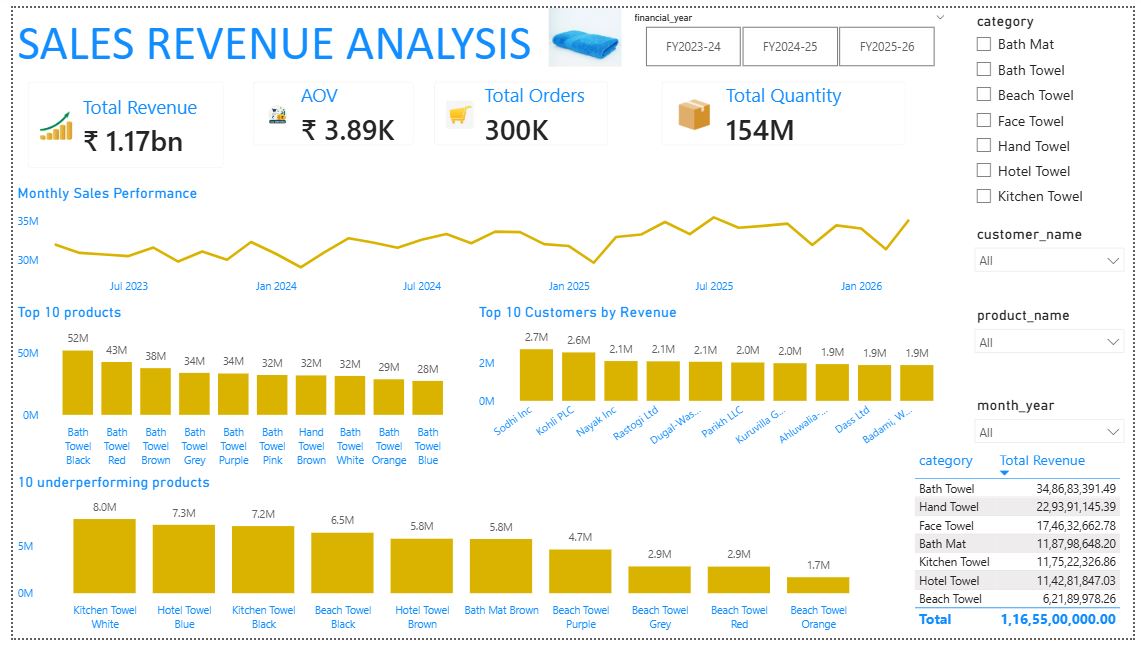 SALES REVENUE ANALYSIS
financial_year
FY2023-24 FY2024-25 FY2025-26
Total Revenue
₹ 1.17bn
AOV
₹ 3.89K
Total Orders
300K
Total Quantity
154M
category
Bath Mat
Bath Towel
Beach Towel
Face Towel
Hand Towel
Hotel Towel
Kitchen Towel
customer_name
All
product_name
All
month_year
All
Monthly Sales Performance
35M
30M
Jul 2023 Jan 2024 Jul 2024 Jan 2025 Jul 2025 Jan 2026
Top 10 products
50M
0M
52M 43M 38M 34M 34M 32M 32M 32M 29M 28M
Bath Towel Black
Bath Towel Red
Bath Towel Brown
Bath Towel Grey
Bath Towel Purple
Bath Towel Pink
Hand Towel Brown
Bath Towel White
Bath Towel Orange
Bath Towel Blue
Top 10 Customers by Revenue
2M
0M
2.7M 2.6M 2.1M 2.1M 2.1M 2.0M 2.0M 1.9M 1.9M 1.9M
Sodhi Inc
Kohli PLC
Nayak Inc
Rastogi Ltd
Dugal-Was...
Parikh LLC
Kuruvilla G...
Ahluwalia-...
Dass Ltd
Badami, W...
10 underperforming products
5M
0M
8.0M 7.3M 7.2M 6.5M 5.8M 5.8M 4.7M 2.9M 2.9M 1.7M
Kitchen Towel White
Hotel Towel Blue
Kitchen Towel Black
Beach Towel Black
Hotel Towel Brown
Bath Mat Brown
Beach Towel Purple
Beach Towel Grey
Beach Towel Red
Beach Towel Orange
category Total Revenue
Bath Towel 34,86,83,391.49
Hand Towel 22,93,91,145.39
Face Towel 17,46,32,662.78
Bath Mat 11,87,98,648.20
Kitchen Towel 11,75,22,326.86
Hotel Towel 11,42,81,847.03
Beach Towel 6,21,89,978.26
Total 1,16,55,00,000.00